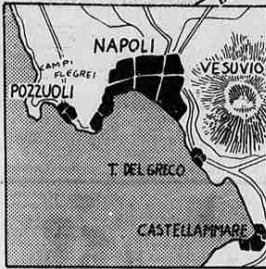 NAPOLI
VESUVIO
CAMPI
FLEGREI
POZZUOLI
T. DEL GRECO
CASTELLAMMARE